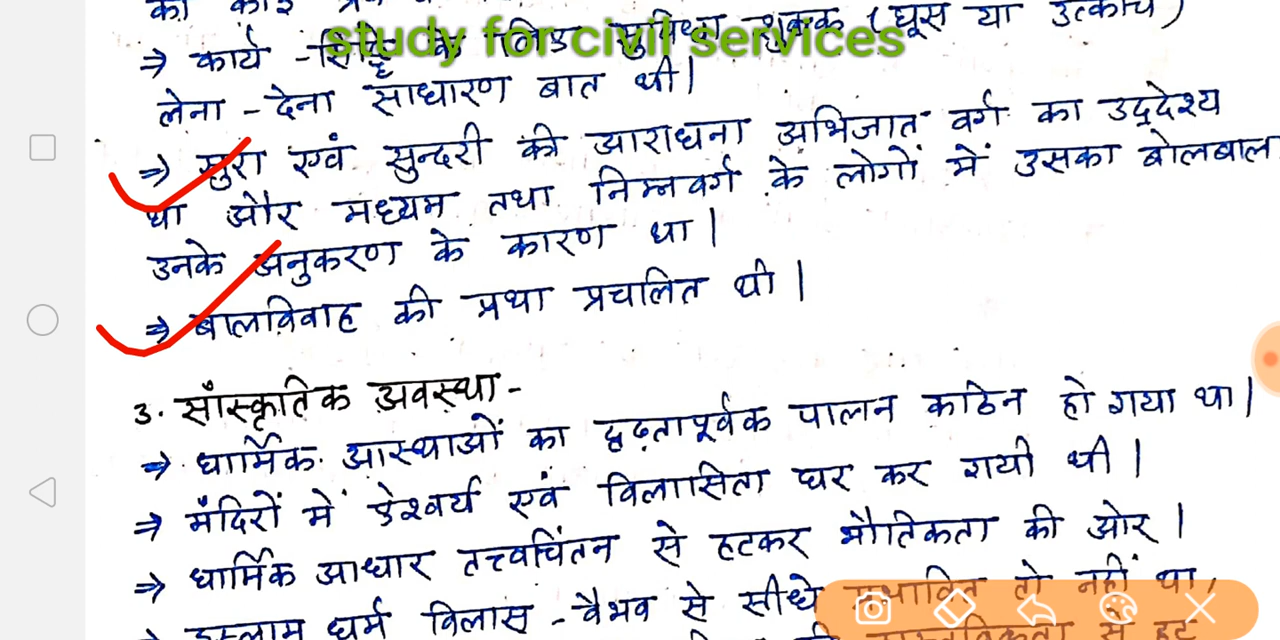 ⇒ कार्य - सिद्धि के लिए सुविधा शुल्क (घूस या उत्कोच)
study for civil services
लेना - देना साधारण बात थी|
⇒ सुरा एवं सुन्दरी की आराधना अभिजात वर्ग का उद्देश्य
था और मध्यम तथा निम्नवर्ग के लोगों में उसका बोलबाल
उनके अनुकरण के कारण था|
⇒ बालविवाह की प्रथा प्रचलित थी|
3. साँस्कृतिक अवस्था -
⇒ धार्मिक आस्थाओं का दृढ़तापूर्वक पालन कठिन हो गया था|
⇒ मंदिरों में ऐश्वर्य एवं विलासिता घर कर गयी थी|
⇒ धार्मिक आधार तत्त्वचिंतन से हटकर भौतिकता की ओर|
इस्लाम धर्म विलास - वैभव से सीधे प्रभावित तो नहीं था,
से हट